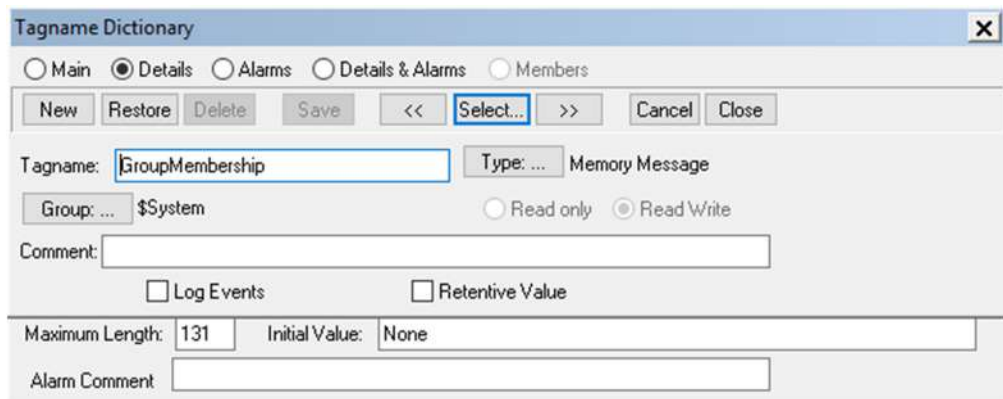 Tagname Dictionary
Main Details Alarms Details & Alarms Members
New Restore Delete Save << Select... >> Cancel Close
Tagname: GroupMembership Type: ... Memory Message
Group: ... $System Read only Read Write
Comment:
Log Events Retentive Value
Maximum Length: 131 Initial Value: None
Alarm Comment